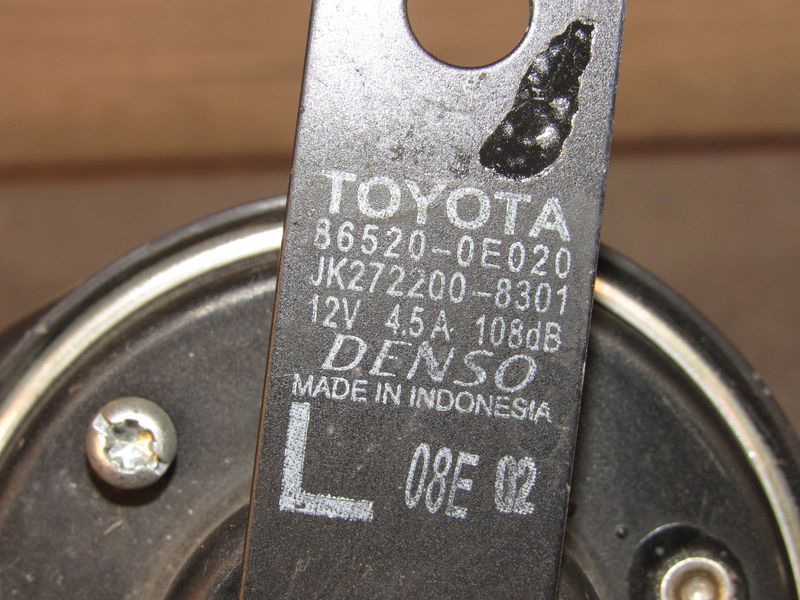 TOYOTA
86520-0E020
JK272200-8301
12V 4.5A 108dB
DENSO
MADE IN INDONESIA
L 08E 02